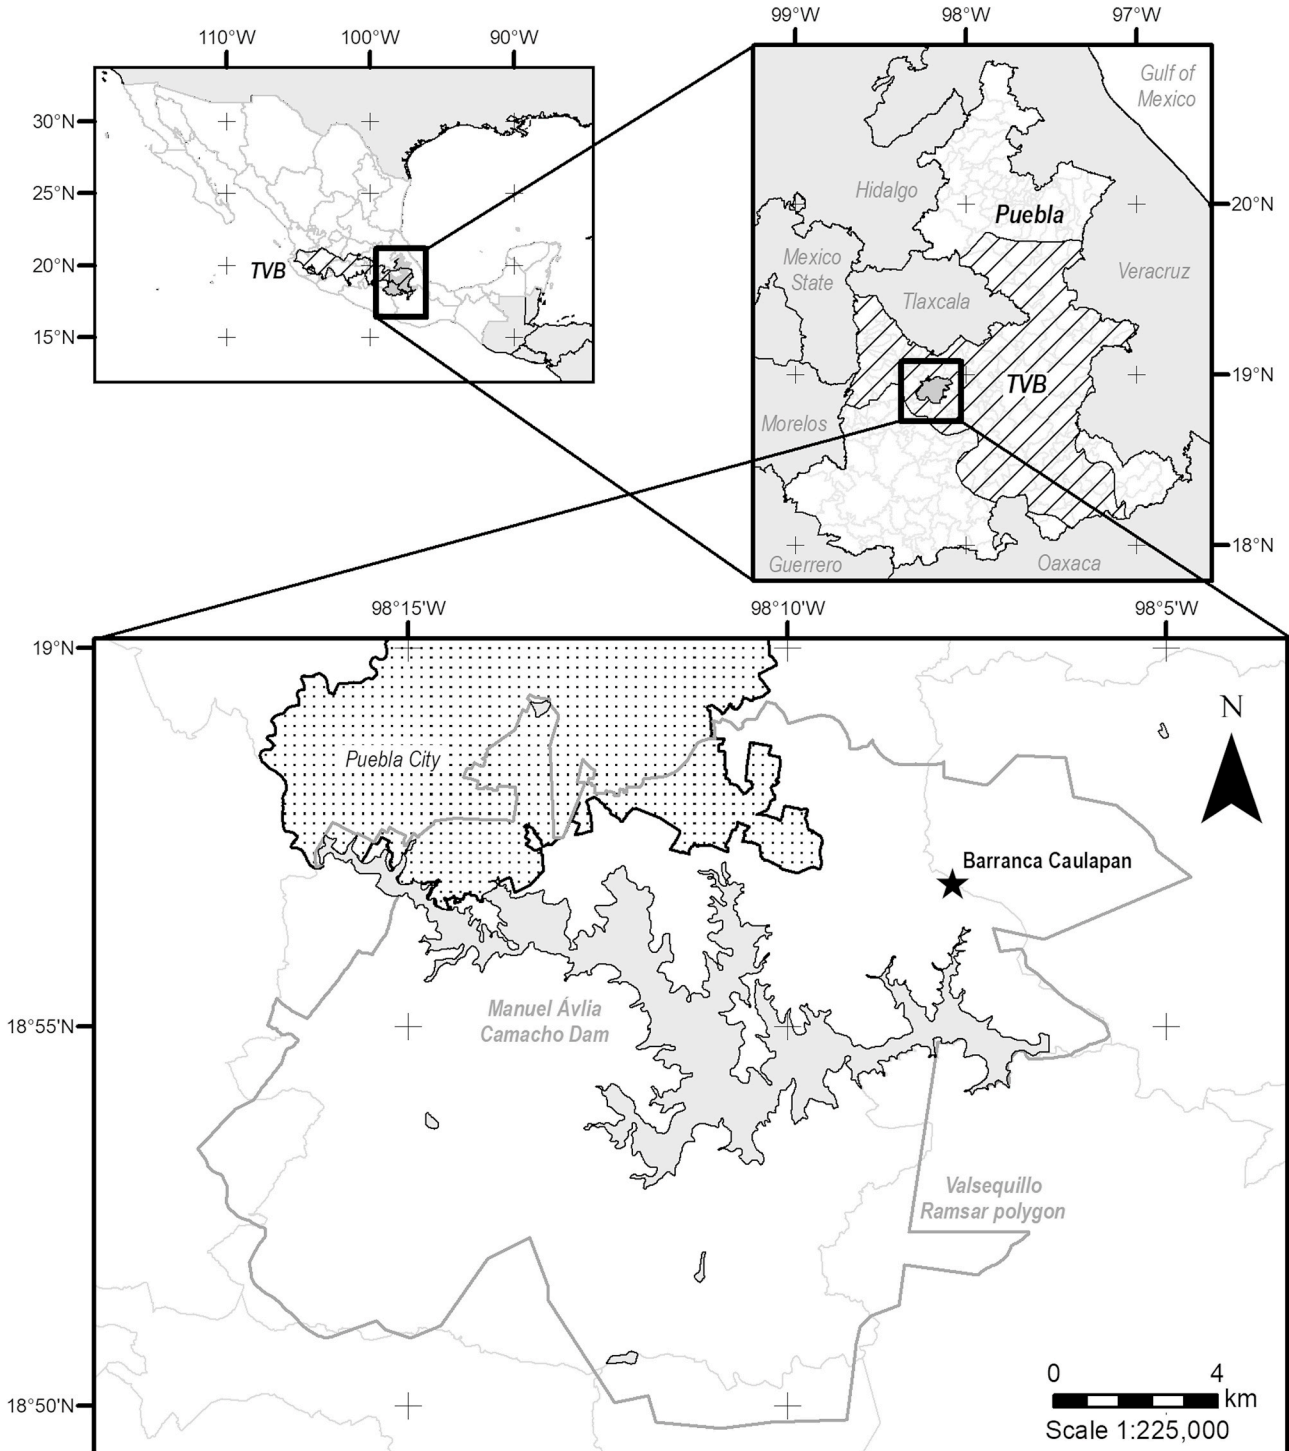 110°W 100°W 90°W
30°N
25°N
20°N
15°N
TVB
99°W 98°W 97°W
Gulf of
Mexico
Hidalgo
Puebla
20°N
Mexico
State
Veracruz
Tlaxcala
19°N
TVB
Morelos
18°N
Guerrero
Oaxaca
98°15'W 98°10'W 98°5'W
19°N
N
Puebla City
Barranca Caulapan
Manuel Ávlia
Camacho Dam
18°55'N
Valsequillo
Ramsar polygon
18°50'N
0 4
km
Scale 1:225,000